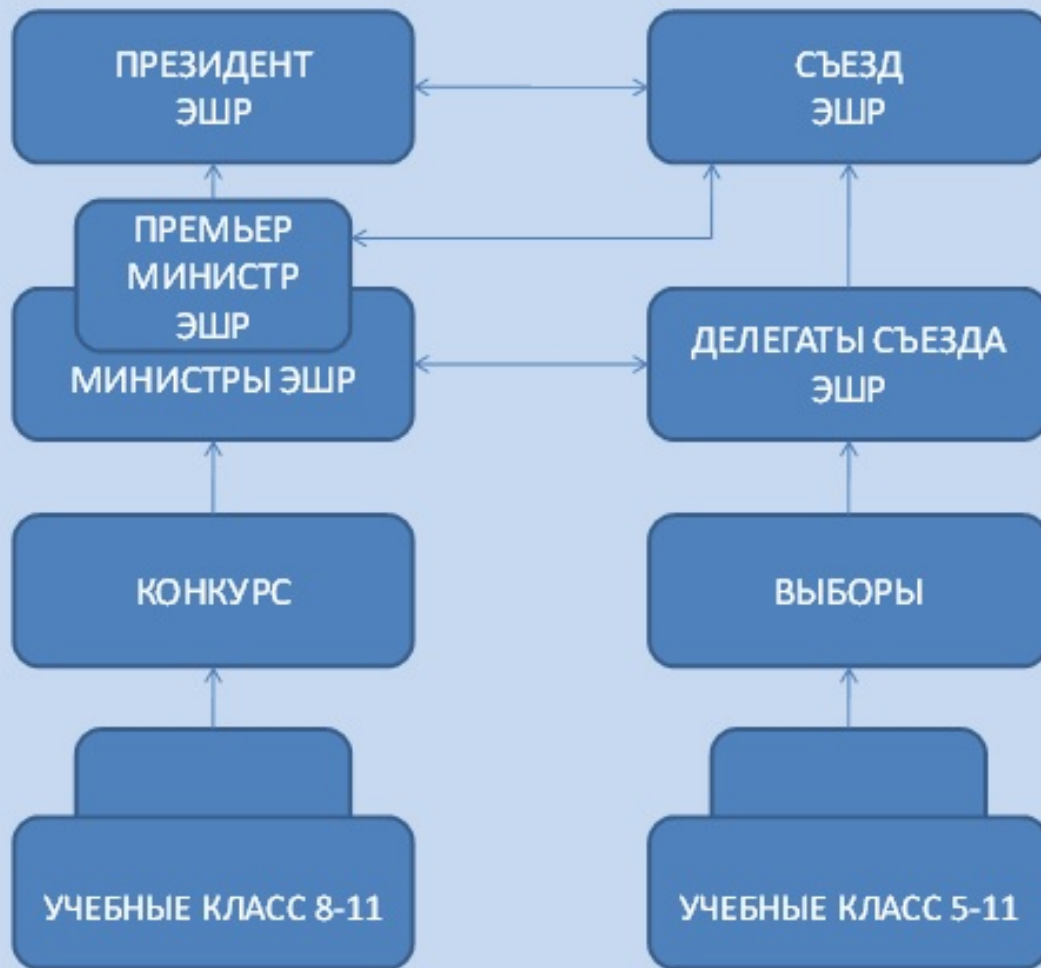 ПРЕЗИДЕНТ
ЭШР
СЪЕЗД
ЭШР
ПРЕМЬЕР
МИНИСТР
ЭШР
МИНИСТРЫ ЭШР
ДЕЛЕГАТЫ СЪЕЗДА
ЭШР
КОНКУРС
ВЫБОРЫ
УЧЕБНЫЕ КЛАСС 8-11
УЧЕБНЫЕ КЛАСС 5-11